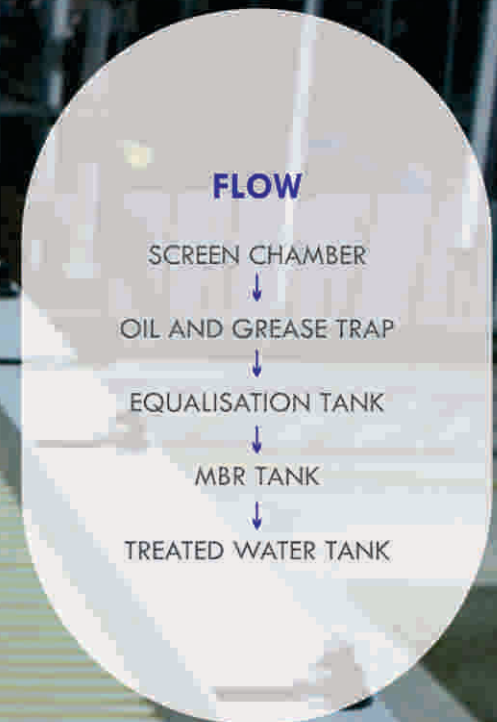 FLOW
SCREEN CHAMBER
↓
OIL AND GREASE TRAP
↓
EQUALISATION TANK
↓
MBR TANK
↓
TREATED WATER TANK